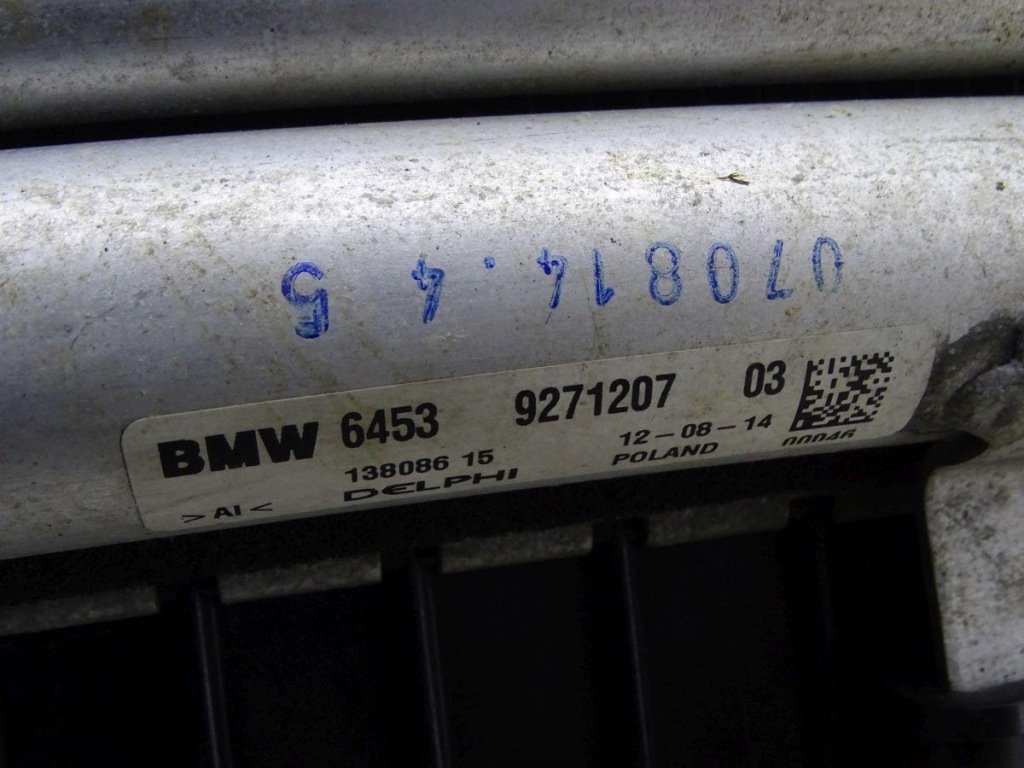 070814.4 5
BMW 6453 9271207 03
138086 15 12-08-14 00046
DELPHI POLAND
>AI<